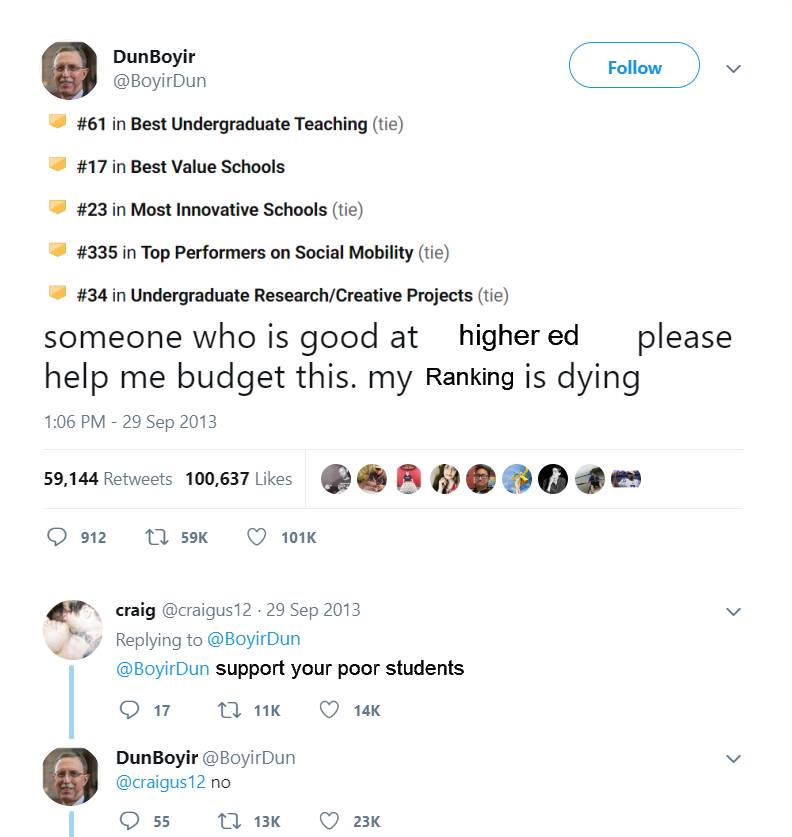 DunBoyir
@BoyirDun
Follow
#61 in Best Undergraduate Teaching (tie)
#17 in Best Value Schools
#23 in Most Innovative Schools (tie)
#335 in Top Performers on Social Mobility (tie)
#34 in Undergraduate Research/Creative Projects (tie)
someone who is good at higher ed please
help me budget this. my Ranking is dying
1:06 PM - 29 Sep 2013
59,144 Retweets 100,637 Likes
912 59K 101K
craig @craigus12 · 29 Sep 2013
Replying to @BoyirDun
@BoyirDun support your poor students
17 11K 14K
DunBoyir @BoyirDun
@craigus12 no
55 13K 23K